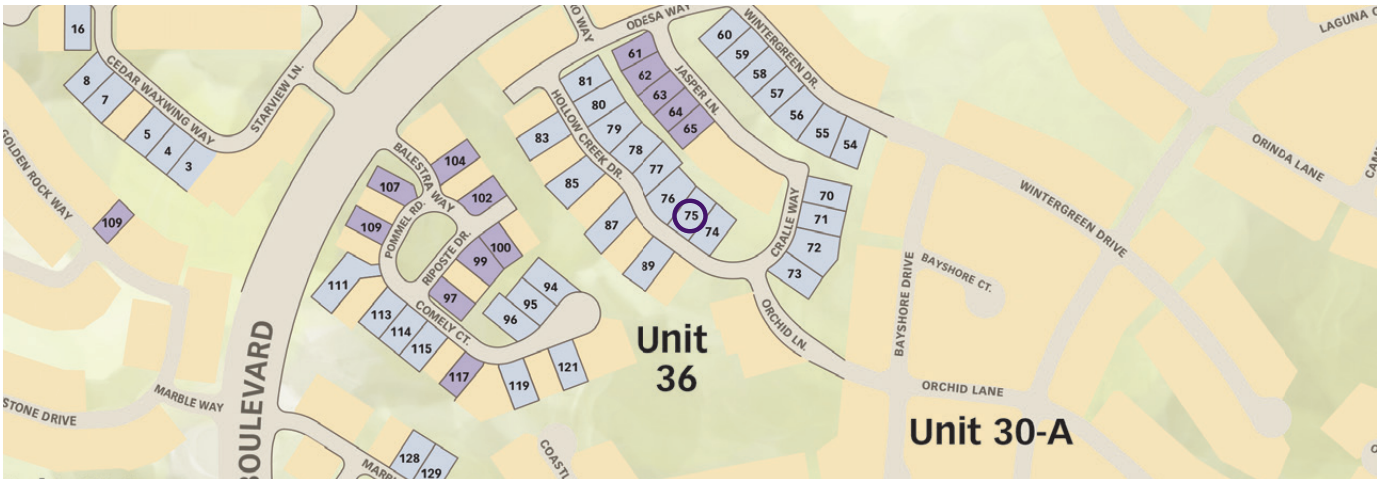 16
CEDAR WAXWING WAY
8
7
5
4
3
STARVIEW LN.
GOLDEN ROCK WAY
109
STONE DRIVE
MARBLE WAY
BOULEVARD
ODESA WAY
WINTERGREEN DR.
60
59
58
57
56
55
54
61
62
63
64
65
JASPER LN.
81
80
79
78
77
76
75
74
HOLLOW CREEK DR.
83
85
87
89
70
71
72
73
CRALLE WAY
ORCHID LN.
BALESTRA WAY
104
102
107
109
POMMEL RD.
RIPOSTE DR.
100
99
97
111
113
114
115
117
119
121
COMELY CT.
94
95
96
128
129
Unit
36
LAGUNA
ORINDA LANE
WINTERGREEN DRIVE
BAYSHORE DRIVE
BAYSHORE CT.
ORCHID LANE
Unit 30-A